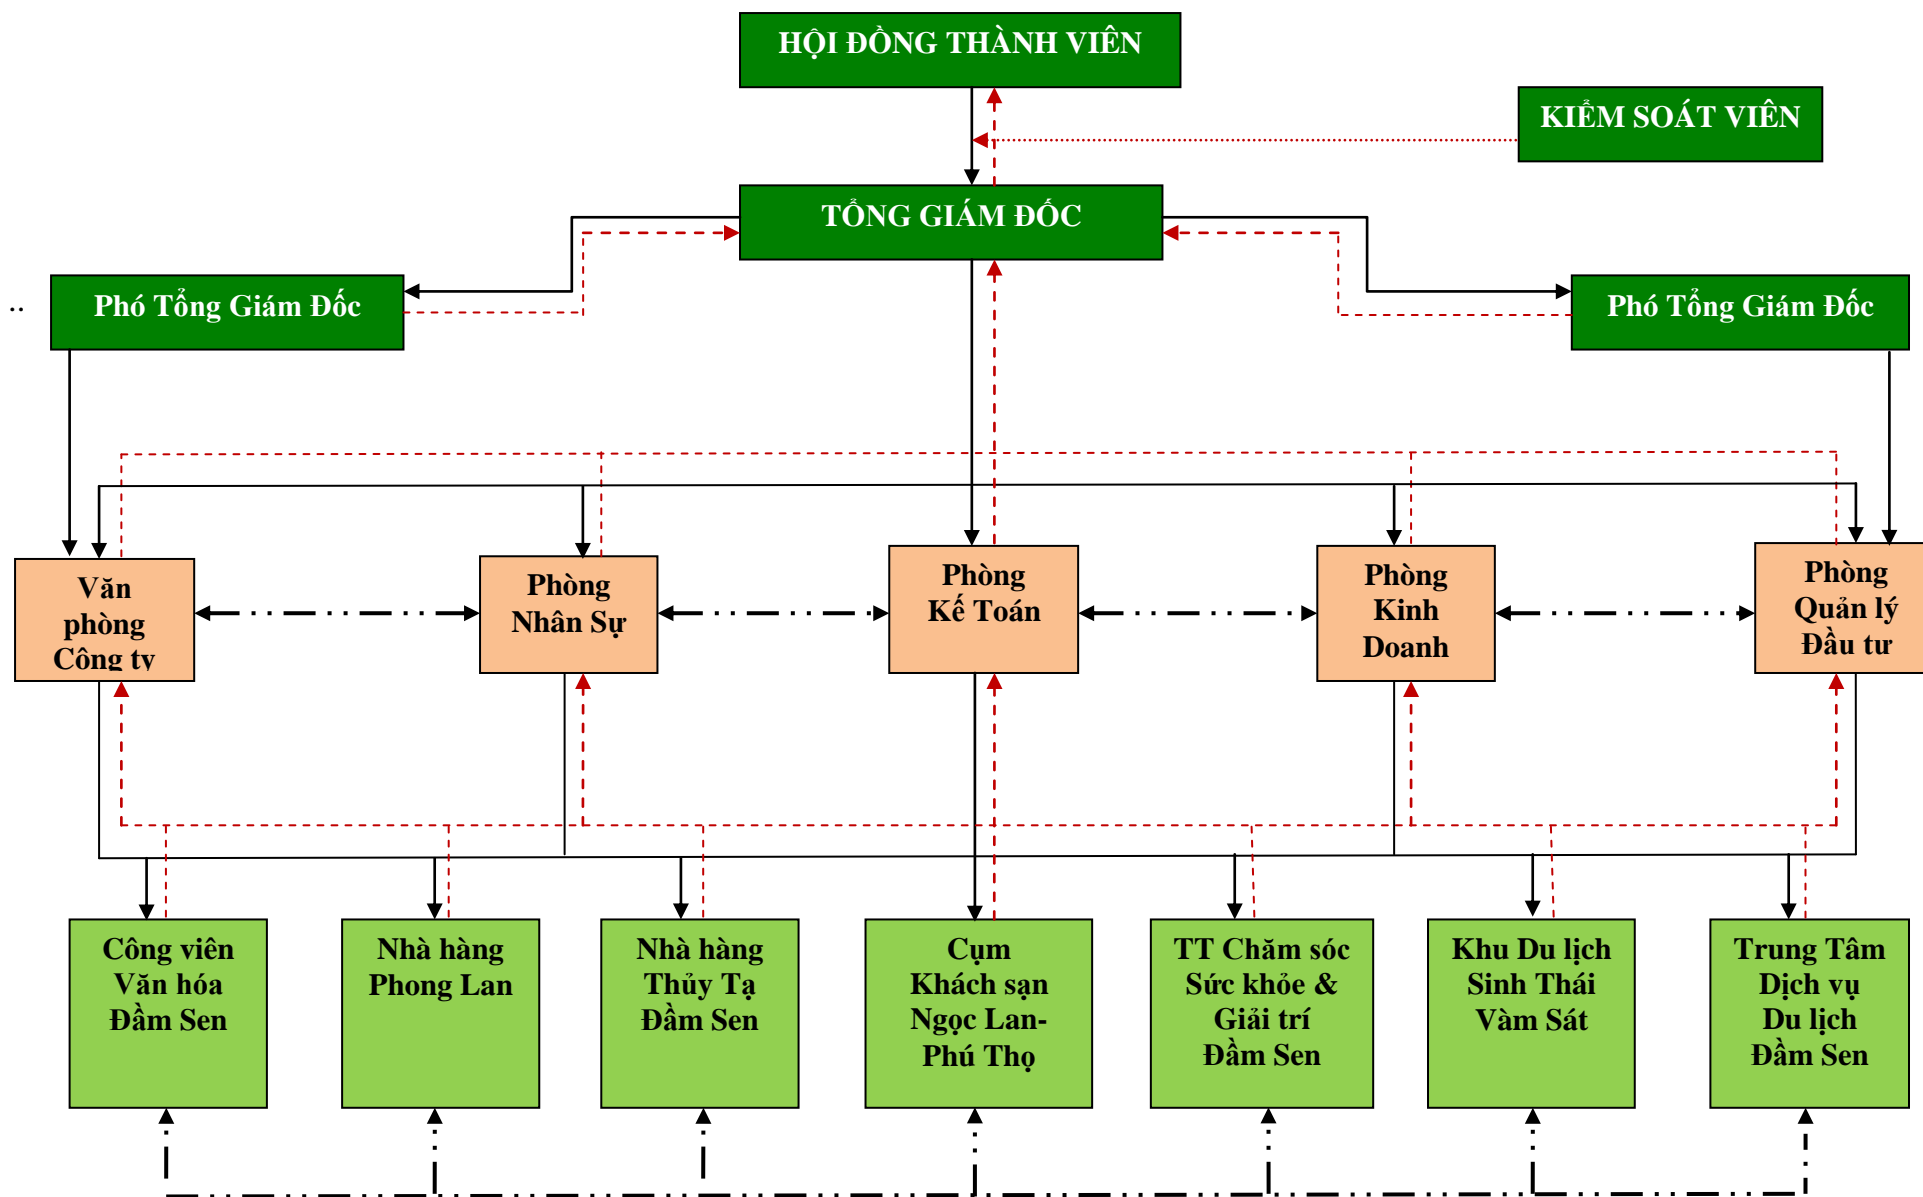 HỘI ĐỒNG THÀNH VIÊN
KIỂM SOÁT VIÊN
TỔNG GIÁM ĐỐC
..
Phó Tổng Giám Đốc
Phó Tổng Giám Đốc
Văn
phòng
Công ty
Phòng
Nhân Sự
Phòng
Kế Toán
Phòng
Kinh
Doanh
Phòng
Quản lý
Đầu tư
Công viên
Văn hóa
Đầm Sen
Nhà hàng
Phong Lan
Nhà hàng
Thủy Tạ
Đầm Sen
Cụm
Khách sạn
Ngọc Lan-
Phú Thọ
TT Chăm sóc
Sức khỏe &
Giải trí
Đầm Sen
Khu Du lịch
Sinh Thái
Vàm Sát
Trung Tâm
Dịch vụ
Du lịch
Đầm Sen